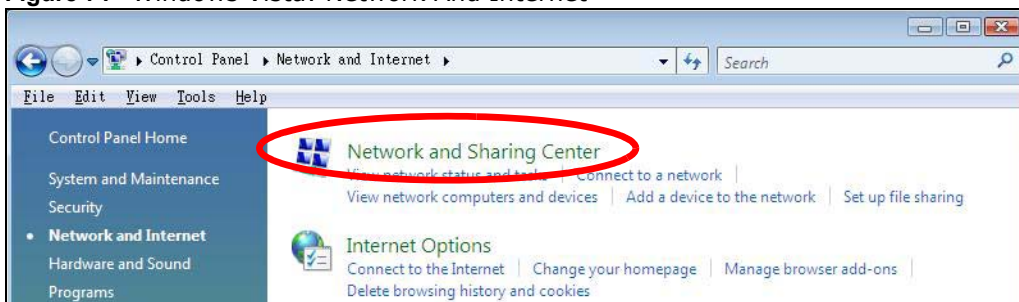 Windows Vista: Network And Internet
Control Panel Network and Internet
Search
File Edit View Tools Help
Control Panel Home
System and Maintenance
Security
Network and Internet
Hardware and Sound
Programs
Network and Sharing Center
View network status and tasks Connect to a network
View network computers and devices Add a device to the network Set up file sharing
Internet Options
Connect to the Internet Change your homepage Manage browser add-ons
Delete browsing history and cookies